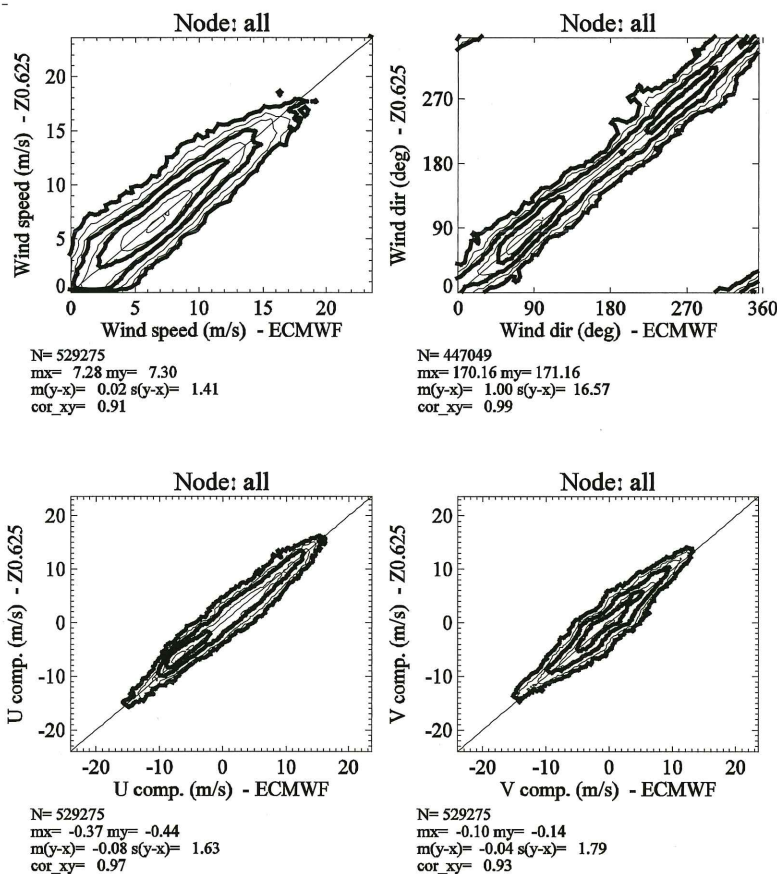 Node: all
Wind speed (m/s) - Z0.625
20
15
10
5
0
0 5 10 15 20
Wind speed (m/s) - ECMWF
N= 529275
mx= 7.28 my= 7.30
m(y-x)= 0.02 s(y-x)= 1.41
cor_xy= 0.91
Node: all
Wind dir (deg) - Z0.625
270
180
90
0
0 90 180 270 360
Wind dir (deg) - ECMWF
N= 447049
mx= 170.16 my= 171.16
m(y-x)= 1.00 s(y-x)= 16.57
cor_xy= 0.99
Node: all
U comp. (m/s) - Z0.625
20
10
0
-10
-20
-20 -10 0 10 20
U comp. (m/s) - ECMWF
N= 529275
mx= -0.37 my= -0.44
m(y-x)= -0.08 s(y-x)= 1.63
cor_xy= 0.97
Node: all
V comp. (m/s) - Z0.625
20
10
0
-10
-20
-20 -10 0 10 20
V comp. (m/s) - ECMWF
N= 529275
mx= -0.10 my= -0.14
m(y-x)= -0.04 s(y-x)= 1.79
cor_xy= 0.93